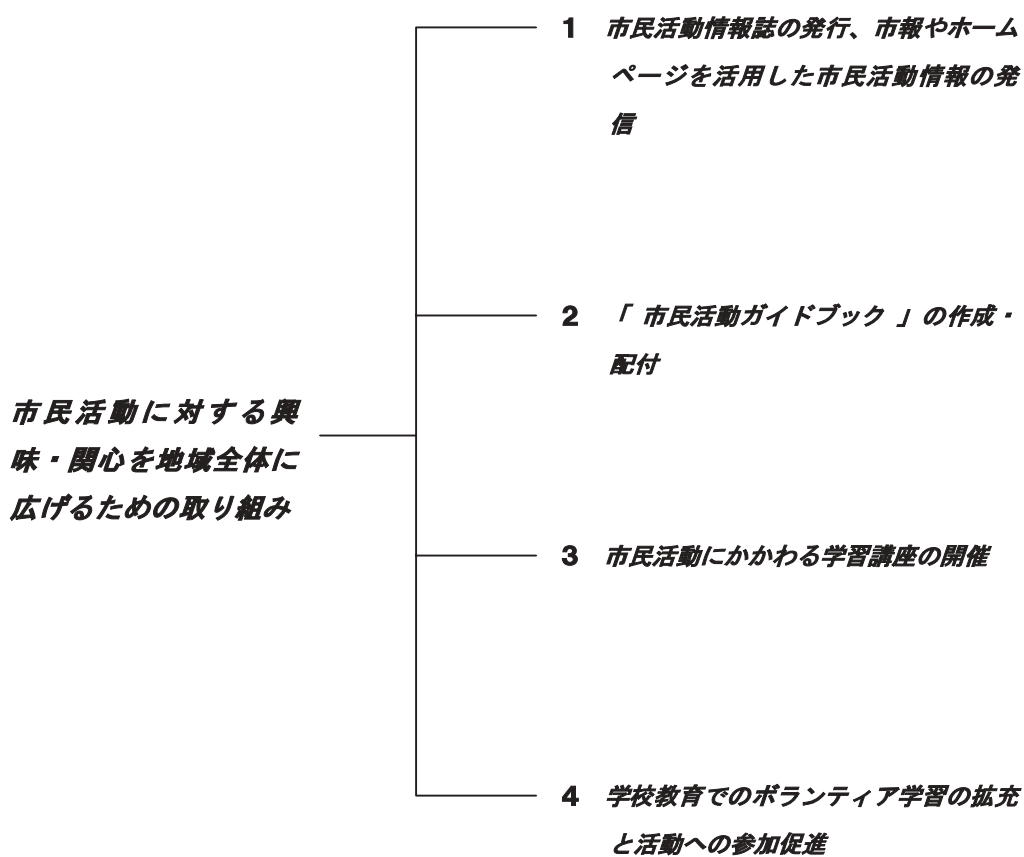 市民活動に対する興
味・関心を地域全体に
広げるための取り組み
1 市民活動情報誌の発行、市報やホーム
ページを活用した市民活動情報の発
信
2 「 市民活動ガイドブック 」の作成・
配付
3 市民活動にかかわる学習講座の開催
4 学校教育でのボランティア学習の拡充
と活動への参加促進